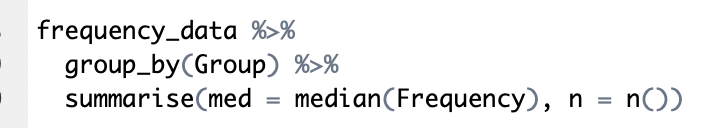 frequency_data %>%
  group_by(Group) %>%
  summarise(med = median(Frequency), n = n())